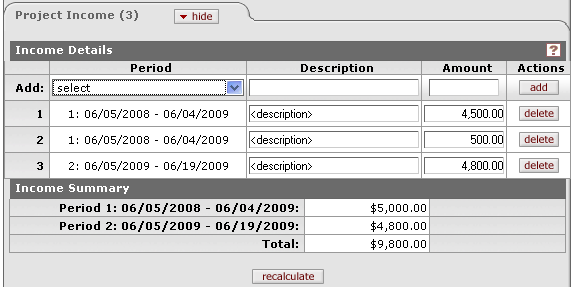 Project Income (3) ▼ hide
Income Details ?
Period Description Amount Actions
Add: select add
1 1: 06/05/2008 - 06/04/2009 <description> 4,500.00 delete
2 1: 06/05/2008 - 06/04/2009 <description> 500.00 delete
3 2: 06/05/2009 - 06/19/2009 <description> 4,800.00 delete
Income Summary
Period 1: 06/05/2008 - 06/04/2009: $5,000.00
Period 2: 06/05/2009 - 06/19/2009: $4,800.00
Total: $9,800.00
recalculate